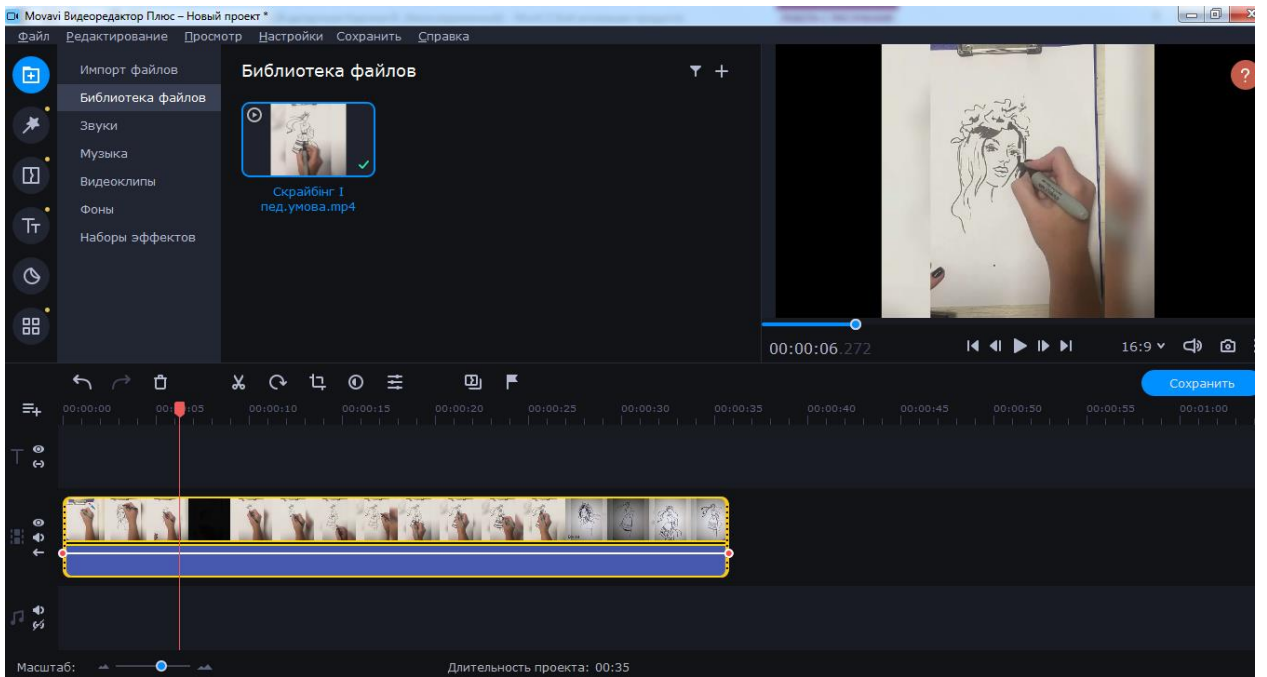 Movavi Видеоредактор Плюс – Новый проект *
Файл Редактирование Просмотр Настройки Сохранить Справка
Импорт файлов
Библиотека файлов
Звуки
Музыка
Видеоклипы
Фоны
Наборы эффектов
Библиотека файлов
Скрайбінг І
пед.умова.mp4
?
00:00:06.272
16:9
Сохранить
00:00:00 00:00:05 00:00:10 00:00:15 00:00:20 00:00:25 00:00:30 00:00:35 00:00:40 00:00:45 00:00:50 00:00:55 00:01:00
Масштаб:
Длительность проекта: 00:35